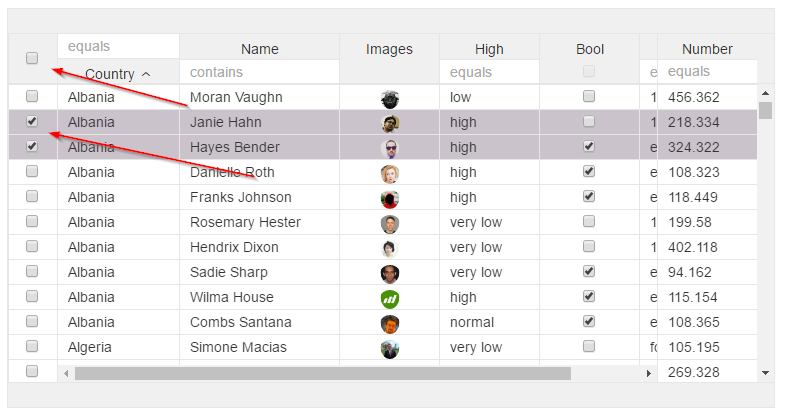 equals Name Images High Bool Number
Country contains equals e equals
Albania Moran Vaughn low 1 456.362
Albania Janie Hahn high 1 218.334
Albania Hayes Bender high e 324.322
Albania Danielle Roth high e 108.323
Albania Franks Johnson high e 118.449
Albania Rosemary Hester very low 1 199.58
Albania Hendrix Dixon very low 1 402.118
Albania Sadie Sharp very low e 94.162
Albania Wilma House high e 115.154
Albania Combs Santana normal e 108.365
Algeria Simone Macias very low fo 105.195
269.328